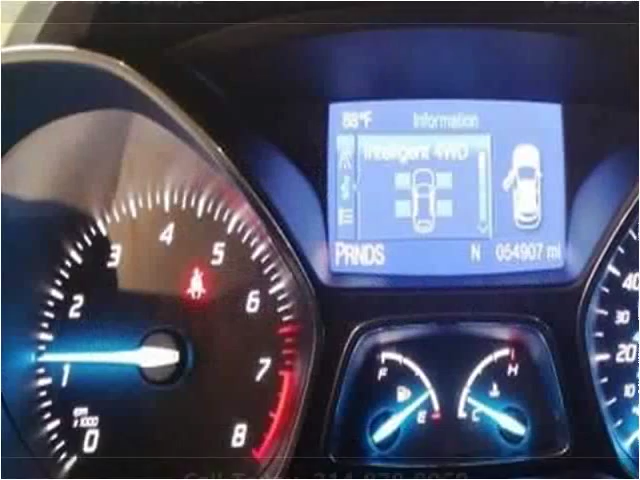 88°F Information
Intelligent 4WD
PRNDS N 054907 mi
4
3 5
2 6
1 7
0 8
rpm
x1000
F H
E C
40
30
20
10